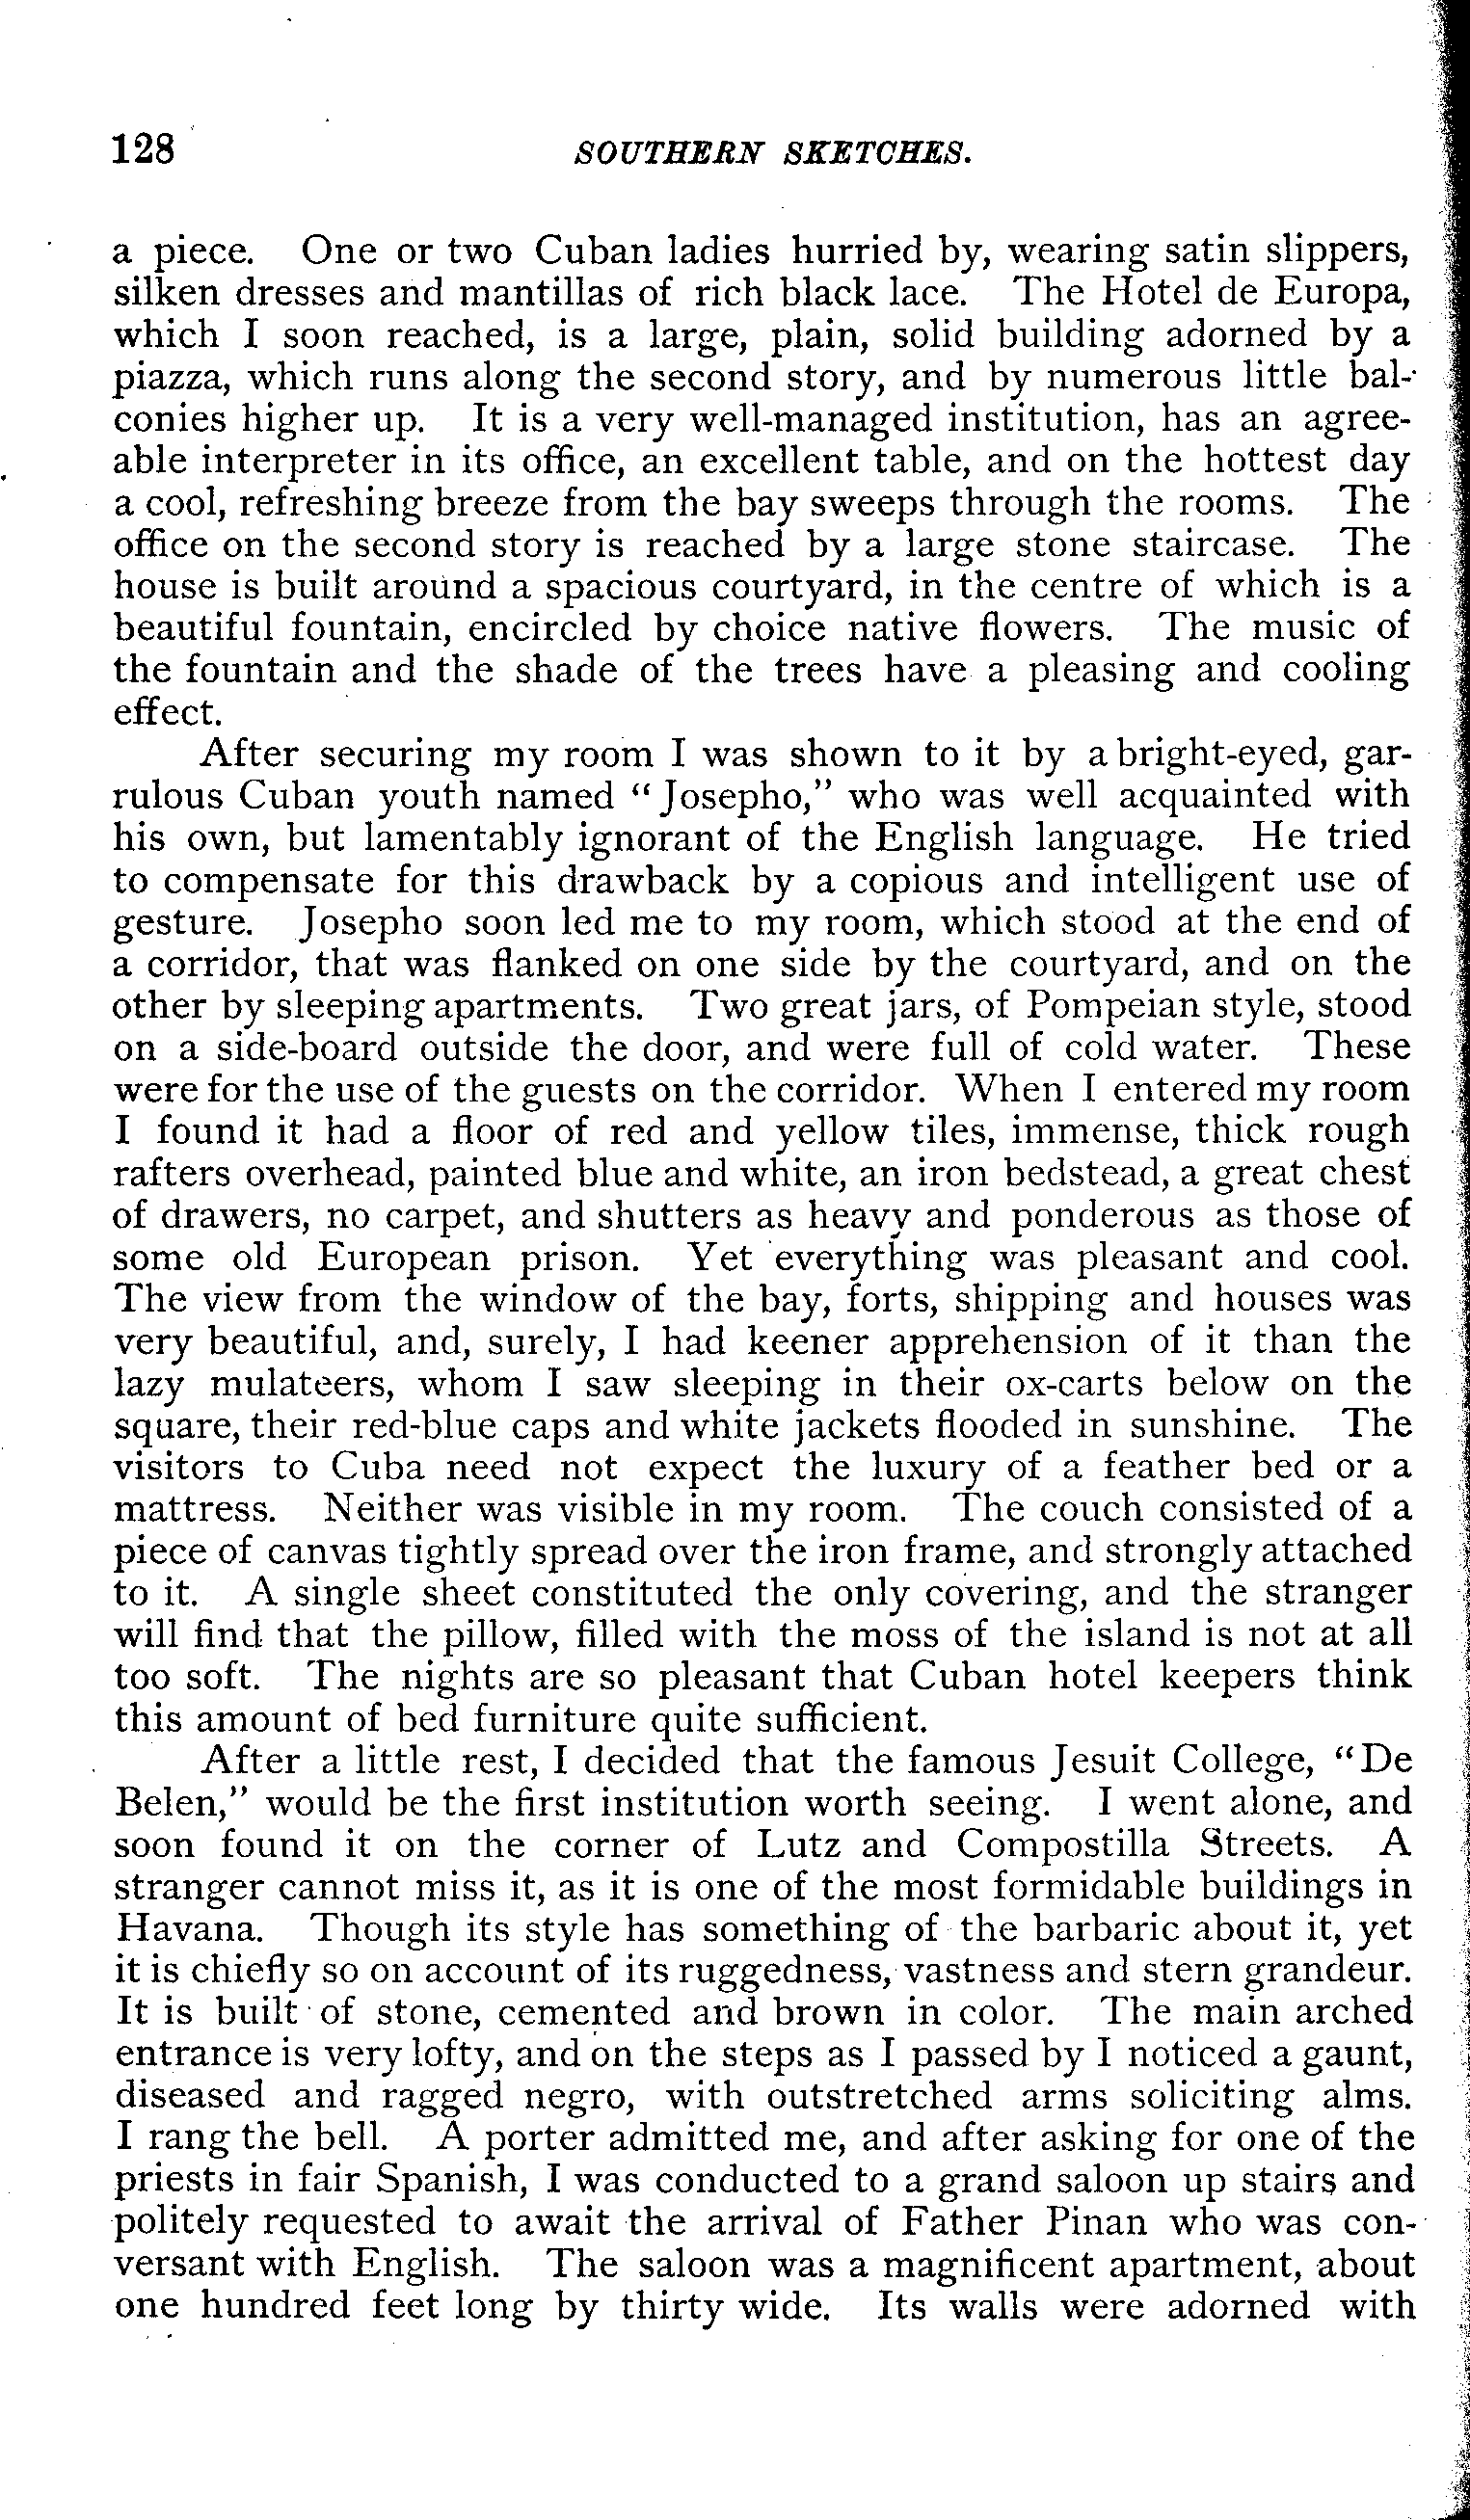 128 SOUTHERN SKETCHES.
a piece. One or two Cuban ladies hurried by, wearing satin slippers,
silken dresses and mantillas of rich black lace. The Hotel de Europa,
which I soon reached, is a large, plain, solid building adorned by a
piazza, which runs along the second story, and by numerous little bal-
conies higher up. It is a very well-managed institution, has an agree-
able interpreter in its office, an excellent table, and on the hottest day
a cool, refreshing breeze from the bay sweeps through the rooms. The
office on the second story is reached by a large stone staircase. The
house is built around a spacious courtyard, in the centre of which is a
beautiful fountain, encircled by choice native flowers. The music of
the fountain and the shade of the trees have a pleasing and cooling
effect.
After securing my room I was shown to it by a bright-eyed, gar-
rulous Cuban youth named "Josepho," who was well acquainted with
his own, but lamentably ignorant of the English language. He tried
to compensate for this drawback by a copious and intelligent use of
gesture. Josepho soon led me to my room, which stood at the end of
a corridor, that was flanked on one side by the courtyard, and on the
other by sleeping apartments. Two great jars, of Pompeian style, stood
on a side-board outside the door, and were full of cold water. These
were for the use of the guests on the corridor. When I entered my room
I found it had a floor of red and yellow tiles, immense, thick rough
rafters overhead, painted blue and white, an iron bedstead, a great chest
of drawers, no carpet, and shutters as heavy and ponderous as those of
some old European prison. Yet everything was pleasant and cool.
The view from the window of the bay, forts, shipping and houses was
very beautiful, and, surely, I had keener apprehension of it than the
lazy mulateers, whom I saw sleeping in their ox-carts below on the
square, their red-blue caps and white jackets flooded in sunshine. The
visitors to Cuba need not expect the luxury of a feather bed or a
mattress. Neither was visible in my room. The couch consisted of a
piece of canvas tightly spread over the iron frame, and strongly attached
to it. A single sheet constituted the only covering, and the stranger
will find that the pillow, filled with the moss of the island is not at all
too soft. The nights are so pleasant that Cuban hotel keepers think
this amount of bed furniture quite sufficient.
After a little rest, I decided that the famous Jesuit College, "De
Belen," would be the first institution worth seeing. I went alone, and
soon found it on the corner of Lutz and Compostilla Streets. A
stranger cannot miss it, as it is one of the most formidable buildings in
Havana. Though its style has something of the barbaric about it, yet
it is chiefly so on account of its ruggedness, vastness and stern grandeur.
It is built of stone, cemented and brown in color. The main arched
entrance is very lofty, and on the steps as I passed by I noticed a gaunt,
diseased and ragged negro, with outstretched arms soliciting alms.
I rang the bell. A porter admitted me, and after asking for one of the
priests in fair Spanish, I was conducted to a grand saloon up stairs and
politely requested to await the arrival of Father Pinan who was con-
versant with English. The saloon was a magnificent apartment, about
one hundred feet long by thirty wide. Its walls were adorned with